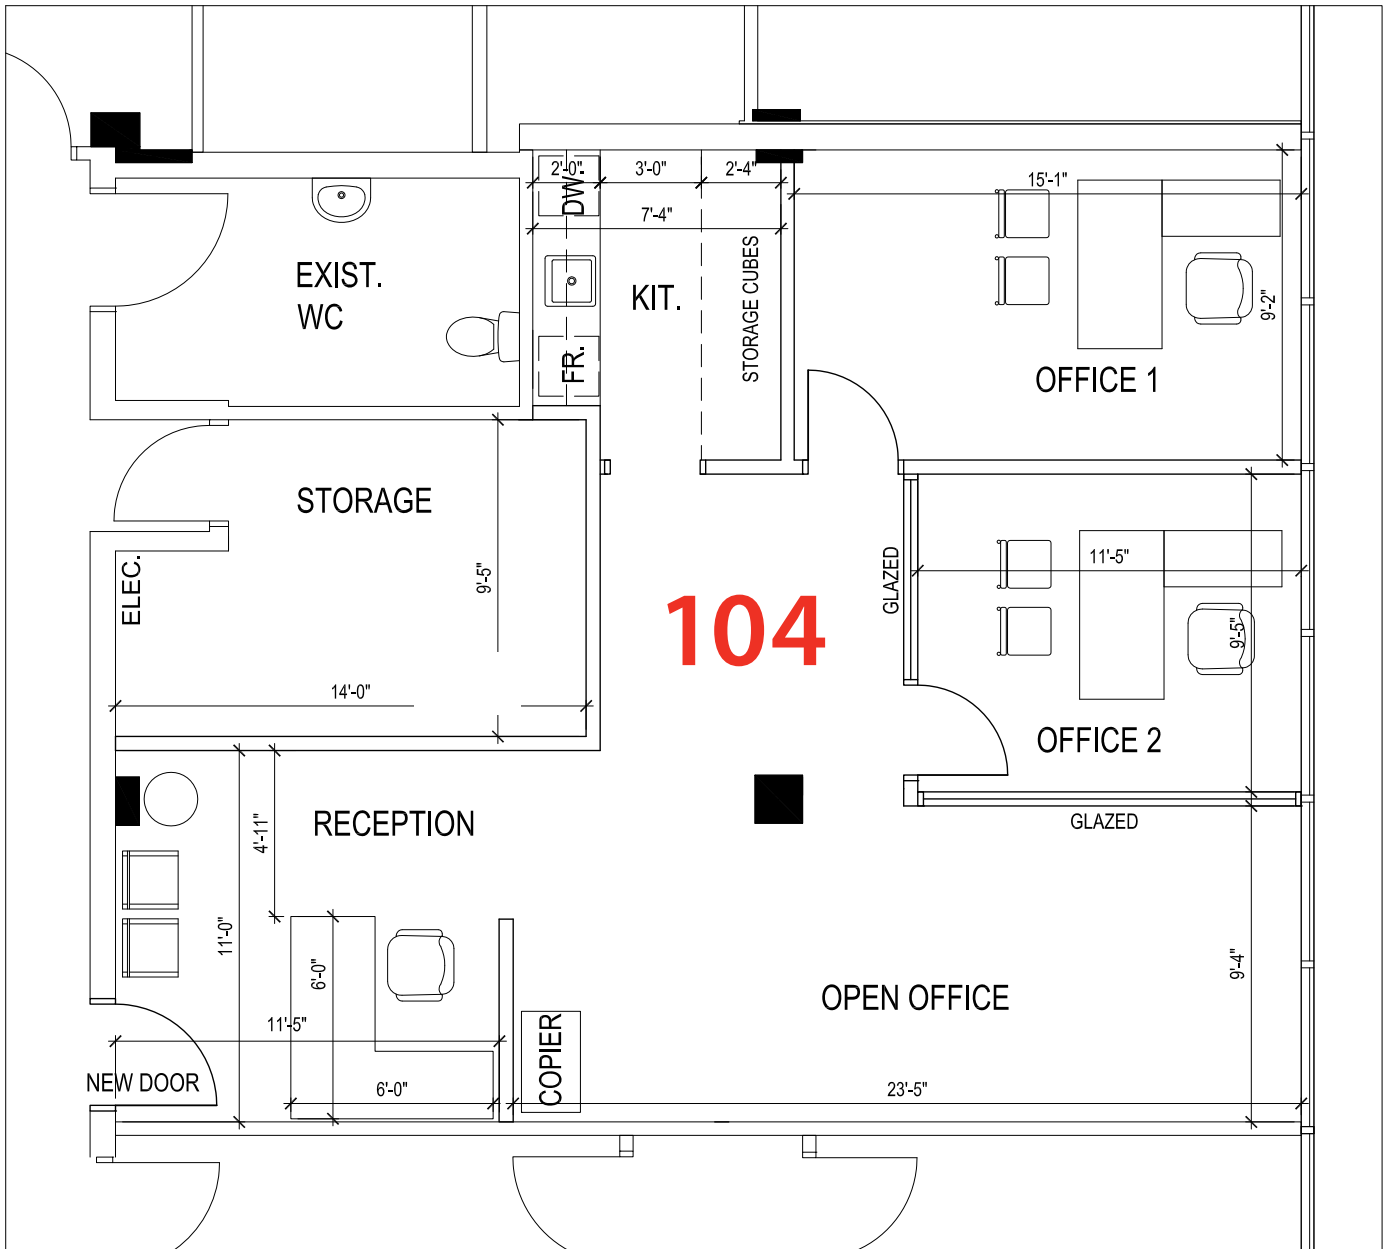 2'-0"
3'-0"
2'-4"
15'-1"
DW.
7'-4"
STORAGE CUBES
EXIST.
WC
KIT.
9'-2"
FR.
OFFICE 1
STORAGE
ELEC.
9'-5"
GLAZED
11'-5"
104
9'-5"
14'-0"
OFFICE 2
RECEPTION
4'-11"
GLAZED
11'-0"
6'-0"
9'-4"
OPEN OFFICE
11'-5"
COPIER
NEW DOOR
6'-0"
23'-5"